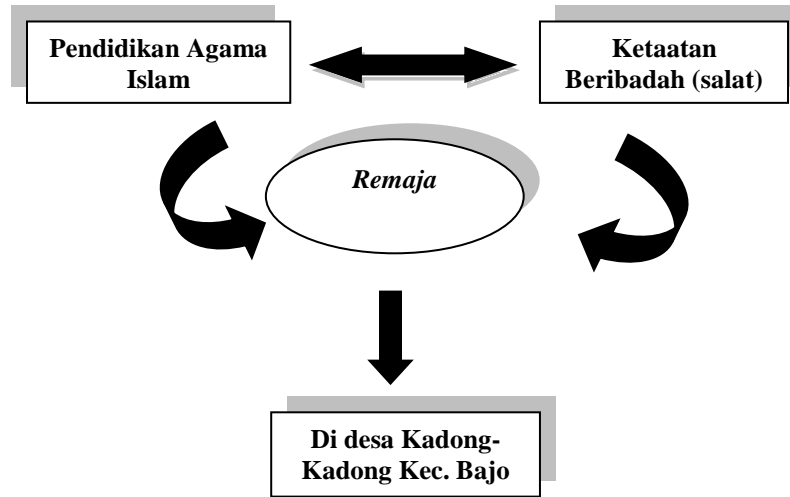 Pendidikan Agama
Islam
Ketaatan
Beribadah (salat)
Remaja
Di desa Kadong-
Kadong Kec. Bajo